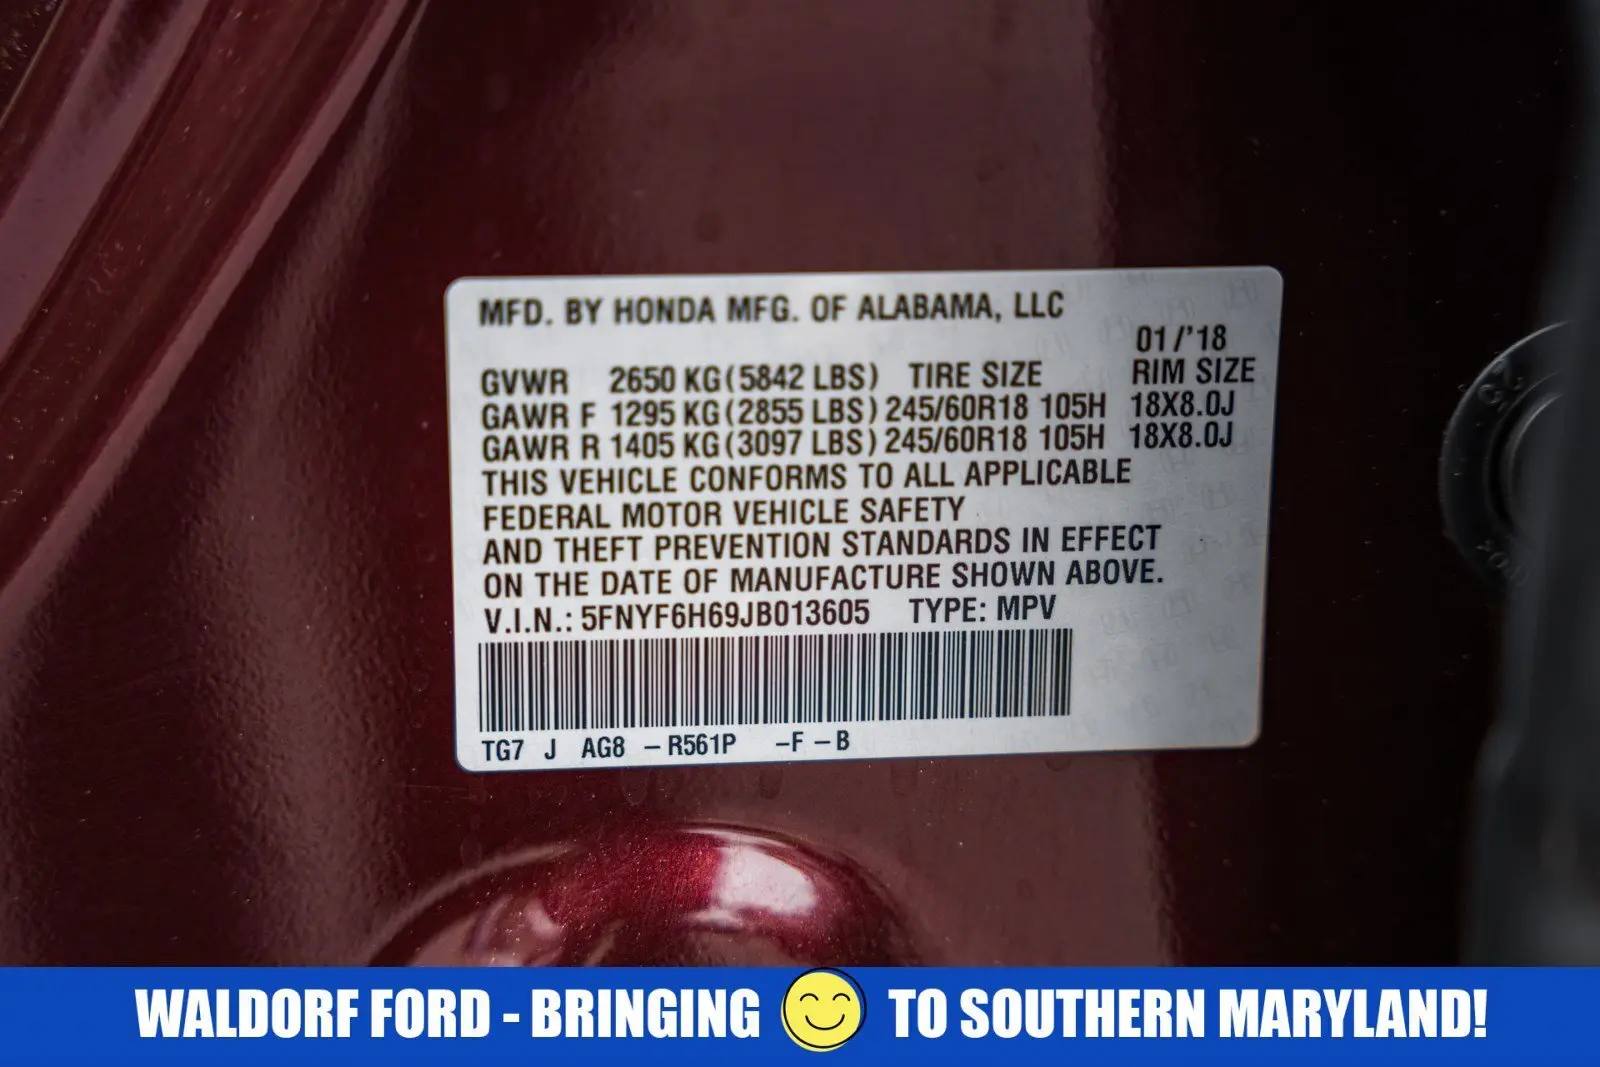 MFD. BY HONDA MFG. OF ALABAMA, LLC
01/'18
GVWR 2650 KG(5842 LBS) TIRE SIZE RIM SIZE
GAWR F 1295 KG(2855 LBS) 245/60R18 105H 18X8.0J
GAWR R 1405 KG(3097 LBS) 245/60R18 105H 18X8.0J
THIS VEHICLE CONFORMS TO ALL APPLICABLE
FEDERAL MOTOR VEHICLE SAFETY
AND THEFT PREVENTION STANDARDS IN EFFECT
ON THE DATE OF MANUFACTURE SHOWN ABOVE.
V.I.N.: 5FNYF6H69JB013605 TYPE: MPV
TG7 J AG8 -R561P -F -B
WALDORF FORD - BRINGING TO SOUTHERN MARYLAND!